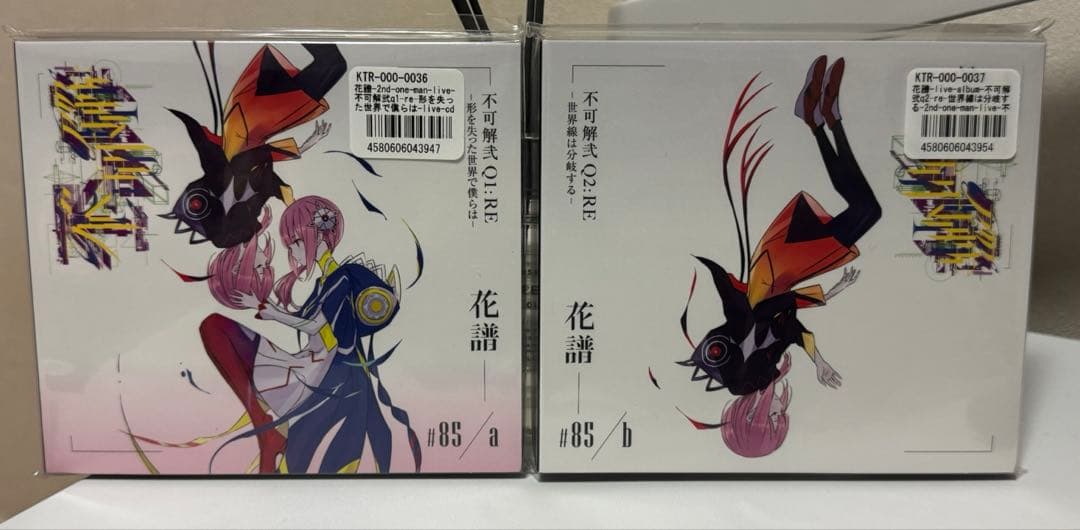 不可解
KTR-000-0036
花譜-2nd-one-man-live-
不可解弐q1-re-形を失っ
た世界で僕らは-live-cd
4580606043947
不可解弐 Q1:RE
-形を失った世界で僕らは-
花譜
#85/a
KTR-000-0037
花譜-live-album-不可解
弐q2-re-世界線は分岐す
る-2nd-one-man-live-不
4580606043954
不可解弐 Q2:RE
-世界線は分岐する-
可解
花譜
#85/b